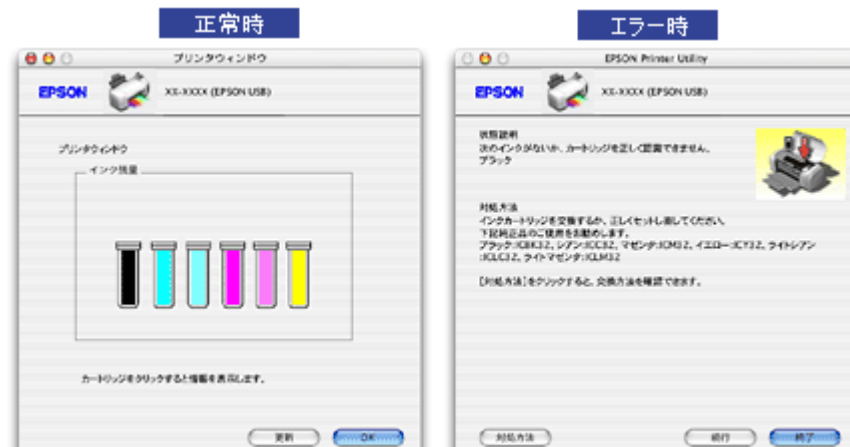 正常時
プリンタウィンドウ
EPSON
XX-XXXX (EPSON USB)
プリンタウィンドウ
インク残量
カートリッジをクリックすると情報を表示します。
更新
OK
エラー時
EPSON Printer Utility
EPSON
XX-XXXX (EPSON USB)
状態説明
次のインクがないか、カートリッジを正しく認識できません。
ブラック
対処方法
インクカートリッジを交換するか、正しくセットし直してください。
下記純正品のご使用をお勧めします。
ブラック:ICBK32, シアン:ICC32, マゼンタ:ICM32, イエロー:ICY32, ライトシアン
:ICLC32, ライトマゼンタ:ICLM32
[対処方法]をクリックすると、交換方法を確認できます。
対処方法
続行
終了